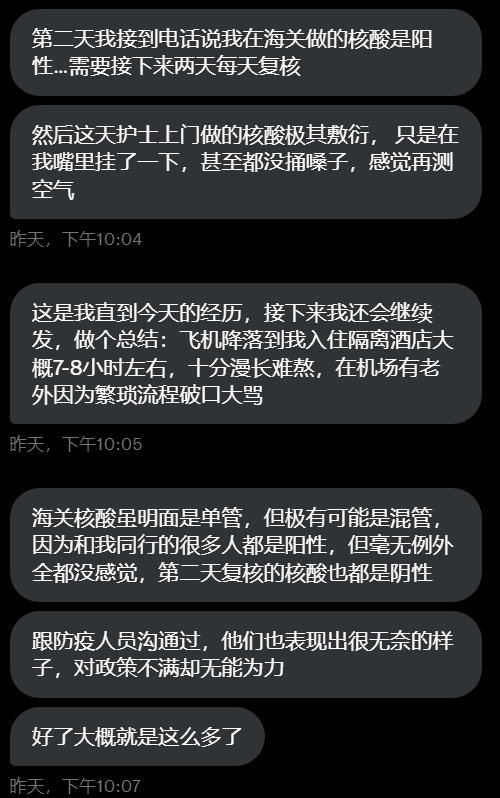 第二天我接到电话说我在海关做的核酸是阳
性...需要接下来两天每天复核
然后这天护士上门做的核酸极其敷衍， 只是在
我嘴里挂了一下，甚至都没捅嗓子，感觉再测
空气
昨天，下午10:04
这是我直到今天的经历，接下来我还会继续
发，做个总结：飞机降落到我入住隔离酒店大
概7-8小时左右，十分漫长难熬，在机场有老
外因为繁琐流程破口大骂
昨天，下午10:05
海关核酸虽明面是单管，但极有可能是混管，
因为和我同行的很多人都是阳性，但毫无例外
全都没感觉，第二天复核的核酸也都是阴性
跟防疫人员沟通过，他们也表现出很无奈的样
子，对政策不满却无能为力
好了大概就是这么多了
昨天，下午10:07